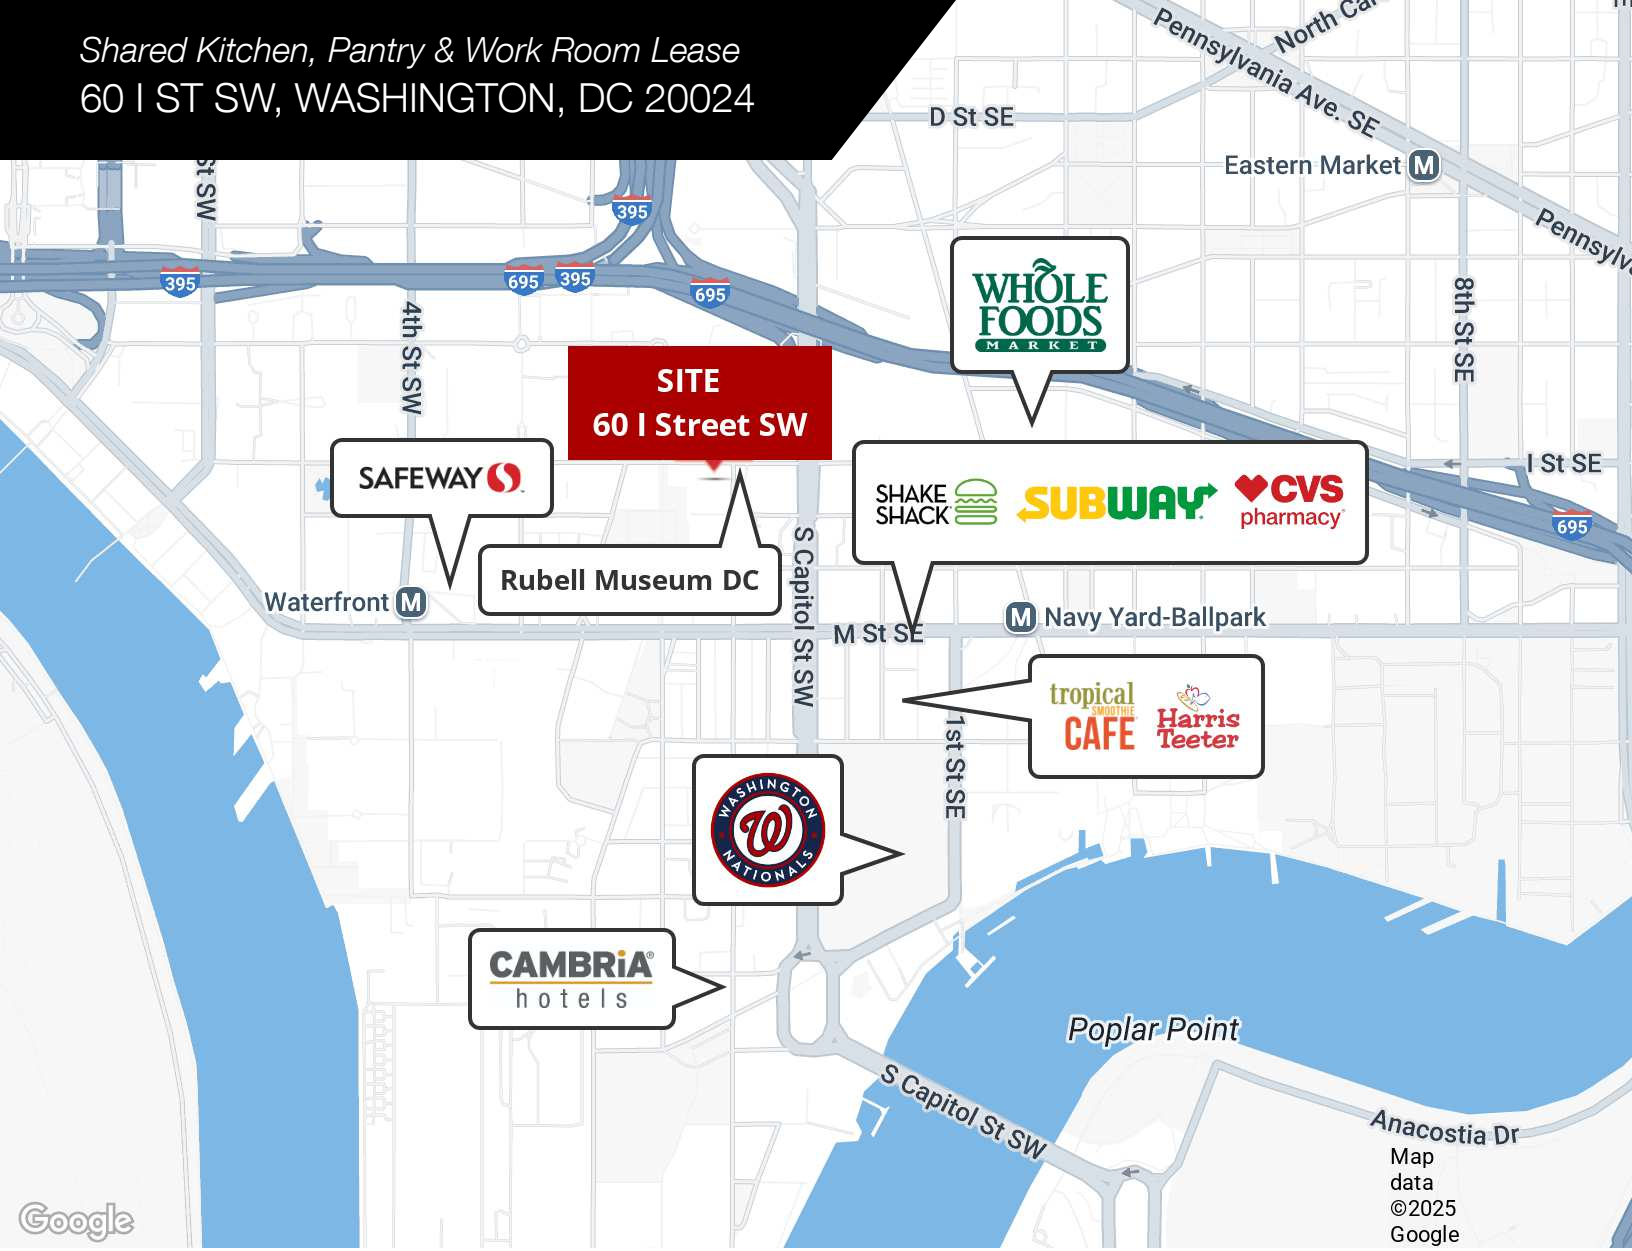 Shared Kitchen, Pantry & Work Room Lease
60 I ST SW, WASHINGTON, DC 20024
North Car
Pennsylvania Ave. SE
D St SE
Eastern Market M
Pennsylva
St SW
395
395
695
395
695
4th St SW
8th St SE
WHOLE
FOODS
MARKET
SITE
60 I Street SW
SAFEWAY
SHAKE
SHACK
SUBWAY
CVS
pharmacy
I St SE
695
Rubell Museum DC
S Capitol St SW
Waterfront M
M St SE
M Navy Yard-Ballpark
tropical
SMOOTHIE
CAFE
Harris
Teeter
1st St SE
WASHINGTON
W
NATIONALS
CAMBRiA®
hotels
Poplar Point
S Capitol St SW
Anacostia Dr
Map
data
©2025
Google
Google